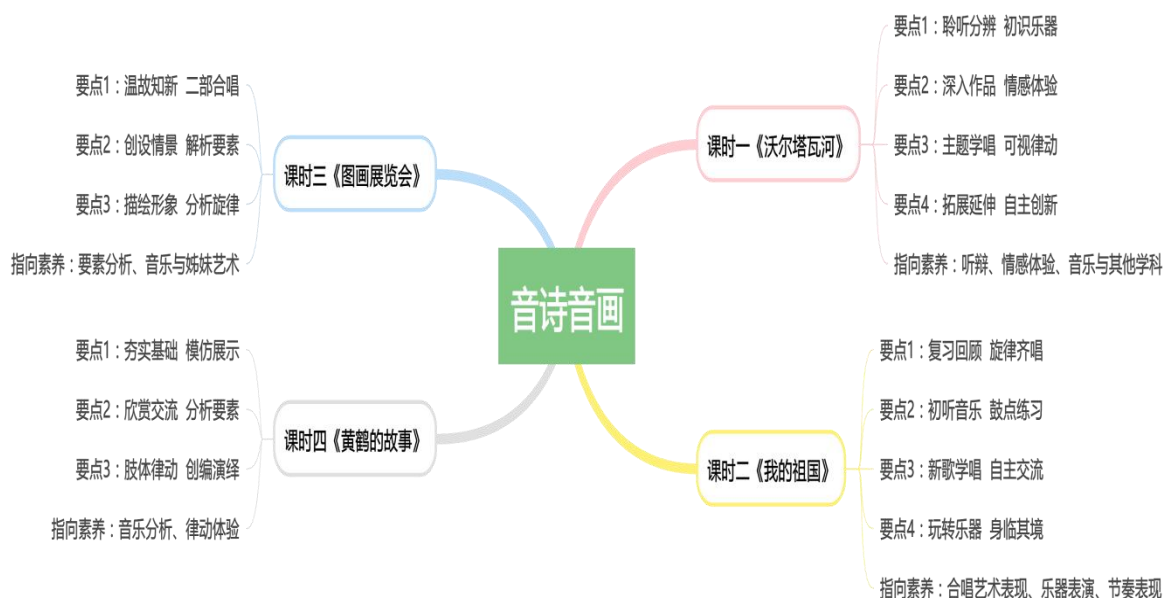 音诗音画
课时一《沃尔塔瓦河》
要点1：聆听分辨 初识乐器
要点2：深入作品 情感体验
要点3：主题学唱 可视律动
要点4：拓展延伸 自主创新
指向素养：听辩、情感体验、音乐与其他学科
课时二《我的祖国》
要点1：复习回顾 旋律齐唱
要点2：初听音乐 鼓点练习
要点3：新歌学唱 自主交流
要点4：玩转乐器 身临其境
指向素养：合唱艺术表现、乐器表演、节奏表现
课时三《图画展览会》
要点1：温故知新 二部合唱
要点2：创设情景 解析要素
要点3：描绘形象 分析旋律
指向素养：要素分析、音乐与姊妹艺术
课时四《黄鹤的故事》
要点1：夯实基础 模仿展示
要点2：欣赏交流 分析要素
要点3：肢体律动 创编演绎
指向素养：音乐分析、律动体验